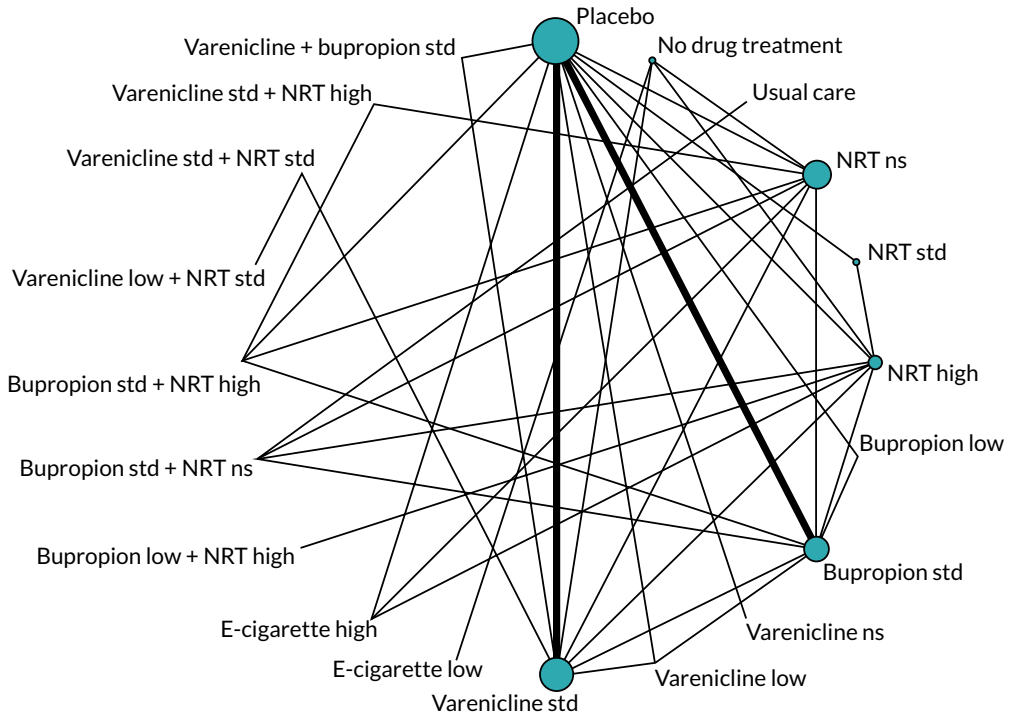 Placebo
No drug treatment
Varenicline + bupropion std
Usual care
Varenicline std + NRT high
Varenicline std + NRT std
NRT ns
NRT std
Varenicline low + NRT std
NRT high
Bupropion std + NRT high
Bupropion low
Bupropion std + NRT ns
Bupropion low + NRT high
Bupropion std
E-cigarette high
Varenicline ns
E-cigarette low
Varenicline low
Varenicline std